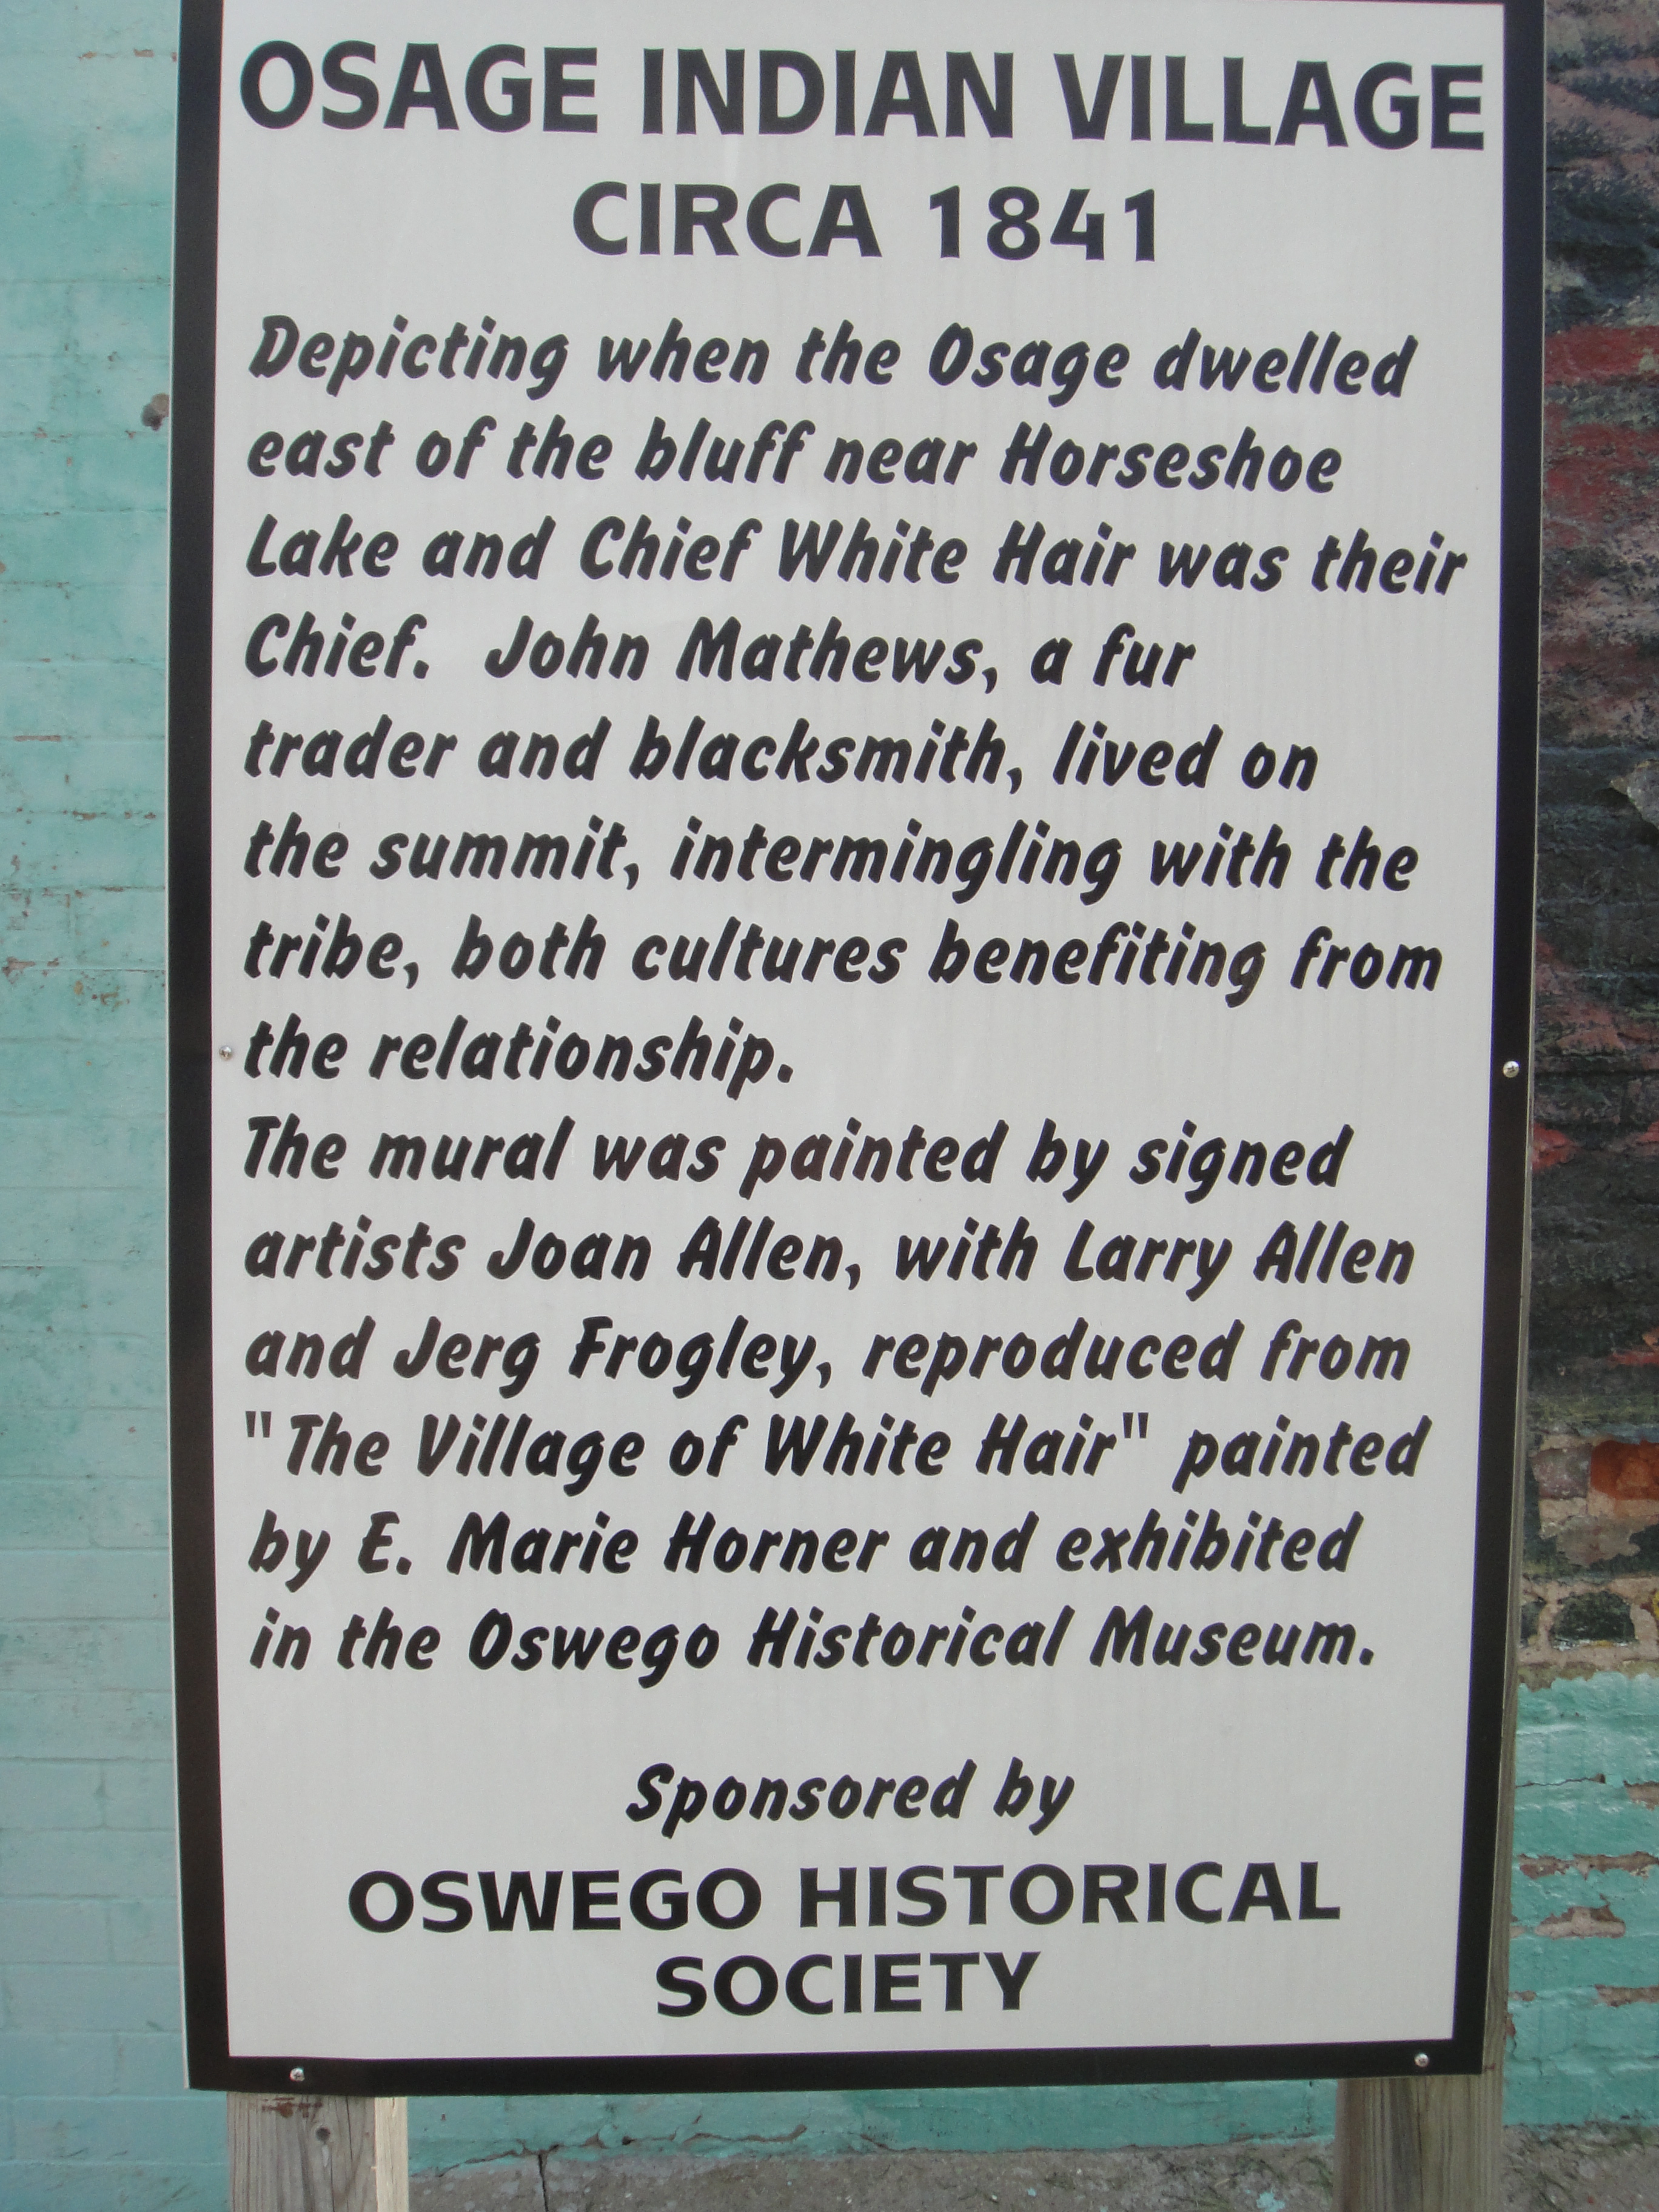 OSAGE INDIAN VILLAGE
CIRCA 1841
Depicting when the Osage dwelled
east of the bluff near Horseshoe
Lake and Chief White Hair was their
Chief. John Mathews, a fur
trader and blacksmith, lived on
the summit, intermingling with the
tribe, both cultures benefiting from
the relationship.
The mural was painted by signed
artists Joan Allen, with Larry Allen
and Jerg Frogley, reproduced from
"The Village of White Hair" painted
by E. Marie Horner and exhibited
in the Oswego Historical Museum.
Sponsored by
OSWEGO HISTORICAL
SOCIETY